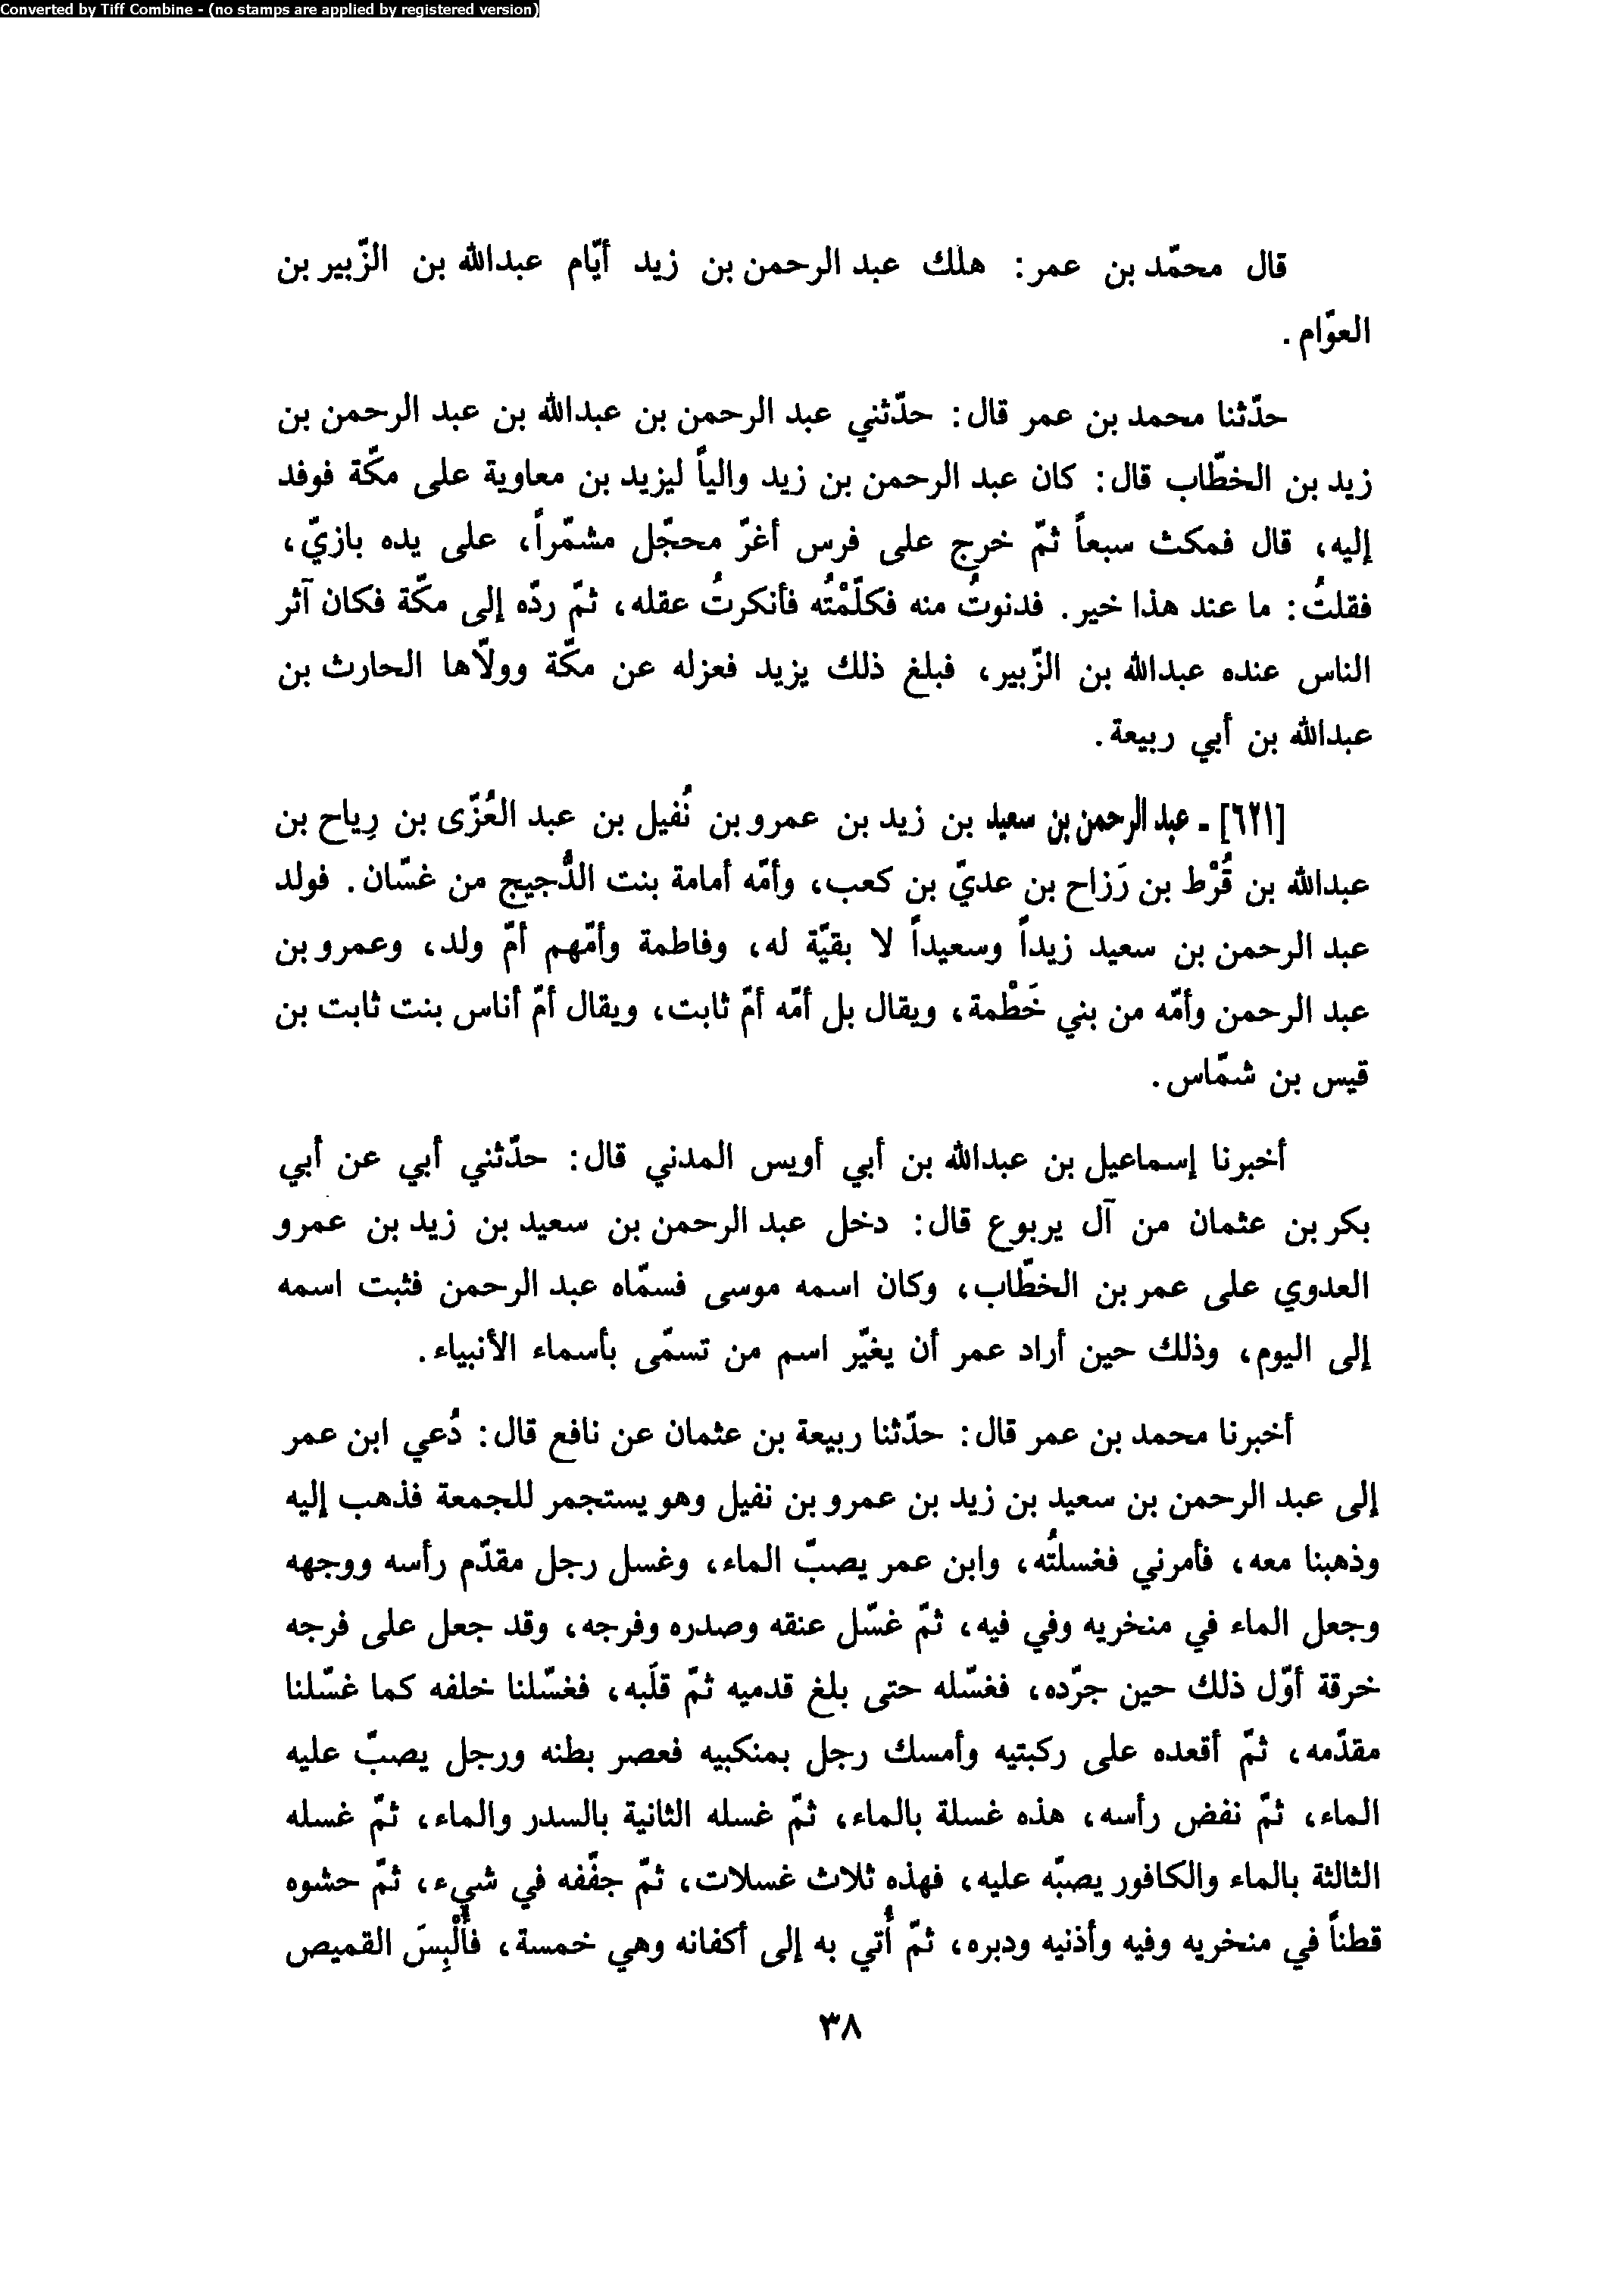 Converted by Tiff Combine - (no stamps are applied by registered version)
قال محمّد بن عمر: هلك عبد الرحمن بن زيد أيّام عبدالله بن الزّبير بن
العوّام.
حدّثنا محمد بن عمر قال: حدّثني عبد الرحمن بن عبدالله بن عبد الرحمن بن
زيد بن الخطّاب قال: كان عبد الرحمن بن زيد والياً ليزيد بن معاوية على مكّة فوفد
إليه، قال فمكث سبعاً ثمّ خرج على فرس أغرّ محجّل مشمّراً، على يده بازيّ،
فقلتُ: ما عند هذا خير. فدنوتُ منه فكلّمْتُه فأنكرتُ عقله، ثمّ ردّه إلى مكّة فكان آثر
الناس عنده عبدالله بن الزّبير، فبلغ ذلك يزيد فعزله عن مكّة وولّاها الحارث بن
عبدالله بن أبي ربيعة.
[٦٢١] - عبد الرحمن بن سعيد بن زيد بن عمرو بن نُفيل بن عبد العُزّى بن رِياح بن
عبدالله بن قُرْط بن رَزاح بن عديّ بن كعب، وأمّه أمامة بنت الدُّجيج من غسّان. فولد
عبد الرحمن بن سعيد زيداً وسعيداً لا بقيّة له، وفاطمة وأمّهم أمّ ولد، وعمرو بن
عبد الرحمن وأمّه من بني خَطْمة، ويقال بل أمّه أمّ ثابت، ويقال أمّ أناس بنت ثابت بن
قيس بن شمّاس.
أخبرنا إسماعيل بن عبدالله بن أبي أويس المدني قال: حدّثني أبي عن أبي
بكر بن عثمان من آل يربوع قال: دخل عبد الرحمن بن سعيد بن زيد بن عمرو
العدوي على عمر بن الخطّاب، وكان اسمه موسى فسمّاه عبد الرحمن فثبت اسمه
إلى اليوم، وذلك حين أراد عمر أن يغيّر اسم من تسمّى بأسماء الأنبياء.
أخبرنا محمد بن عمر قال: حدّثنا ربيعة بن عثمان عن نافع قال: دُعي ابن عمر
إلى عبد الرحمن بن سعيد بن زيد بن عمرو بن نفيل وهو يستجمر للجمعة فذهب إليه
وذهبنا معه، فأمرني فغسلتُه، وابن عمر يصبّ الماء، وغسل رجل مقدّم رأسه ووجهه
وجعل الماء في منخريه وفي فيه، ثمّ غسّل عنقه وصدره وفرجه، وقد جعل على فرجه
خرقة أوّل ذلك حين جرّده، فغسّله حتى بلغ قدميه ثمّ قلّبه، فغسّلنا خلفه كما غسّلنا
مقدّمه، ثمّ أقعده على ركبتيه وأمسك رجل بمنكبيه فعصر بطنه ورجل يصبّ عليه
الماء، ثمّ نفض رأسه، هذه غسلة بالماء، ثمّ غسله الثانية بالسدر والماء، ثمّ غسله
الثالثة بالماء والكافور يصبّه عليه، فهذه ثلاث غسلات، ثمّ جفّفه في شيء، ثمّ حشوه
قطناً في منخريه وفيه وأذنيه ودبره، ثمّ أُتي به إلى أكفانه وهي خمسة، فأُلْبِسَ القميص
٣٨